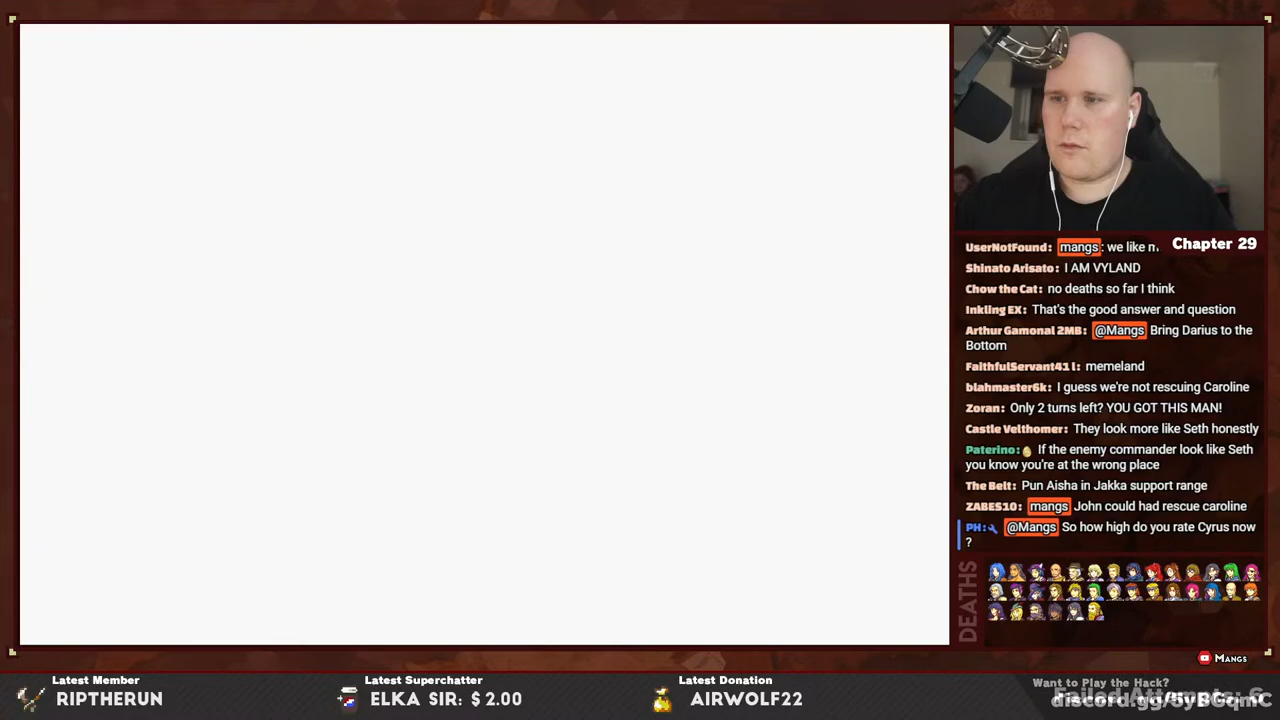 UserNotFound: mangs : we like n
Chapter 29
Shinato Arisato: I AM VYLAND
Chow the Cat: no deaths so far I think
Inkling EX: That's the good answer and question
Arthur Gamonal 2MB: @Mangs Bring Darius to the
Bottom
FaithfulServant41 l: memeland
blahmaster6k: I guess we're not rescuing Caroline
Zoran: Only 2 turns left? YOU GOT THIS MAN!
Castle Velthomer: They look more like Seth honestly
Paterino: If the enemy commander look like Seth
you know you're at the wrong place
The Belt: Pun Aisha in Jakka support range
ZABES10: mangs John could had rescue caroline
PH: @Mangs So how high do you rate Cyrus now
?
DEATHS
Mangs
Latest Member
RIPTHERUN
Latest Superchatter
ELKA SIR: $ 2.00
Latest Donation
AIRWOLF22
Want to Play the Hack?